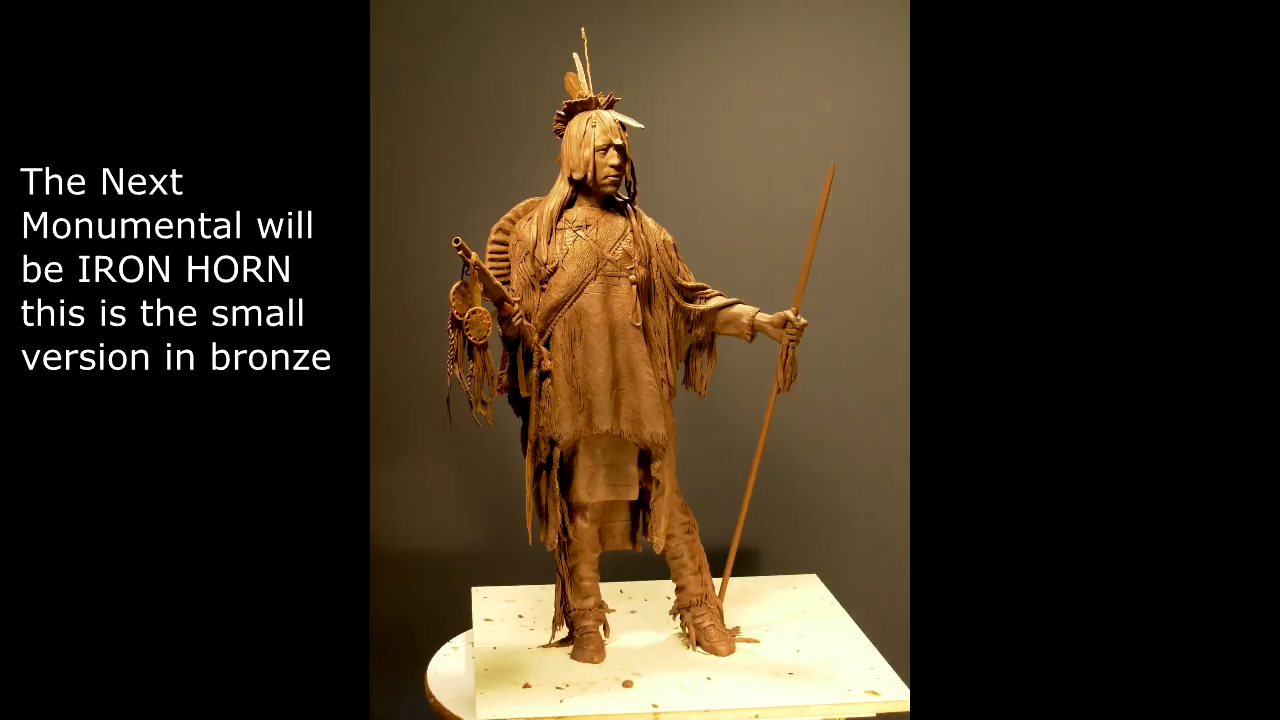 The Next
Monumental will
be IRON HORN
this is the small
version in bronze